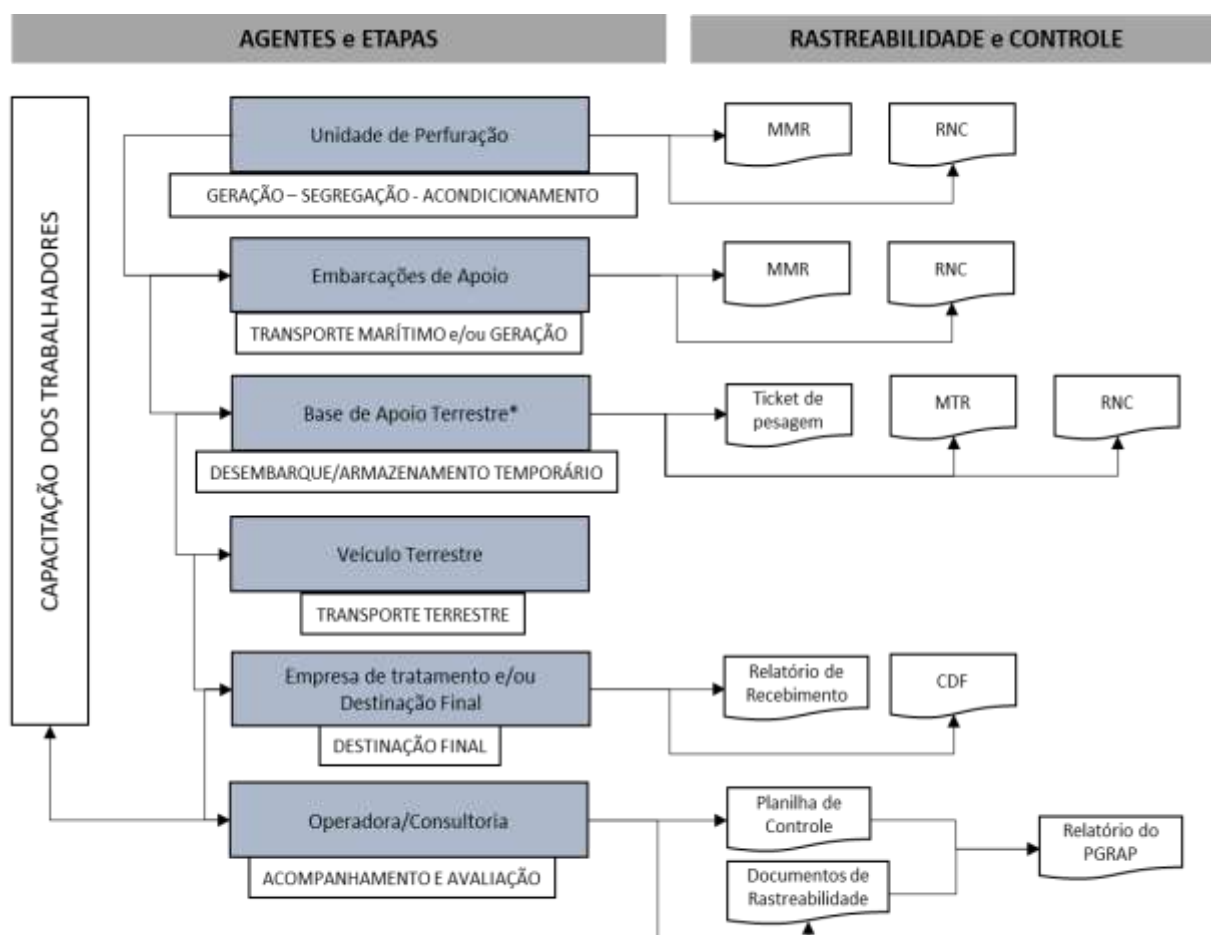 AGENTES e ETAPAS
RASTREABILIDADE e CONTROLE
CAPACITAÇÃO DOS TRABALHADORES
Unidade de Perfuração
GERAÇÃO – SEGREGAÇÃO - ACONDICIONAMENTO
MMR
RNC
Embarcações de Apoio
TRANSPORTE MARÍTIMO e/ou GERAÇÃO
MMR
RNC
Base de Apoio Terrestre*
DESEMBARQUE/ARMAZENAMENTO TEMPORÁRIO
Ticket de
pesagem
MTR
RNC
Veículo Terrestre
TRANSPORTE TERRESTRE
Empresa de tratamento e/ou
Destinação Final
DESTINAÇÃO FINAL
Relatório de
Recebimento
CDF
Operadora/Consultoria
ACOMPANHAMENTO E AVALIAÇÃO
Planilha de
Controle
Documentos de
Rastreabilidade
Relatório do
PGRAP